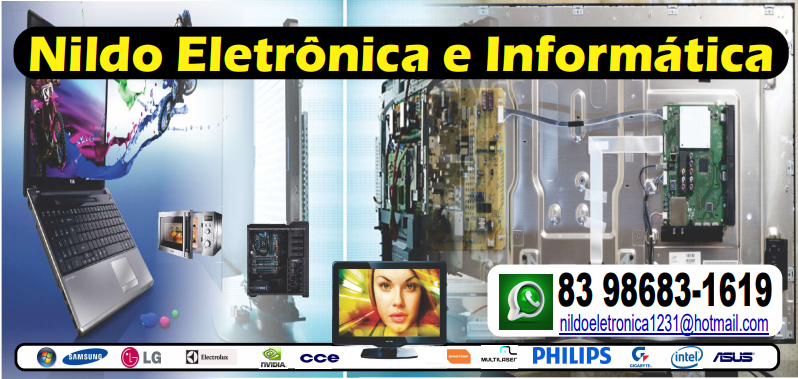 Nildo Eletrônica e Informática
83 98683-1619
nildoeletronica1231@hotmail.com
SAMSUNG LG Electrolux NVIDIA CCE MULTILASER PHILIPS GIGABYTE intel ASUS